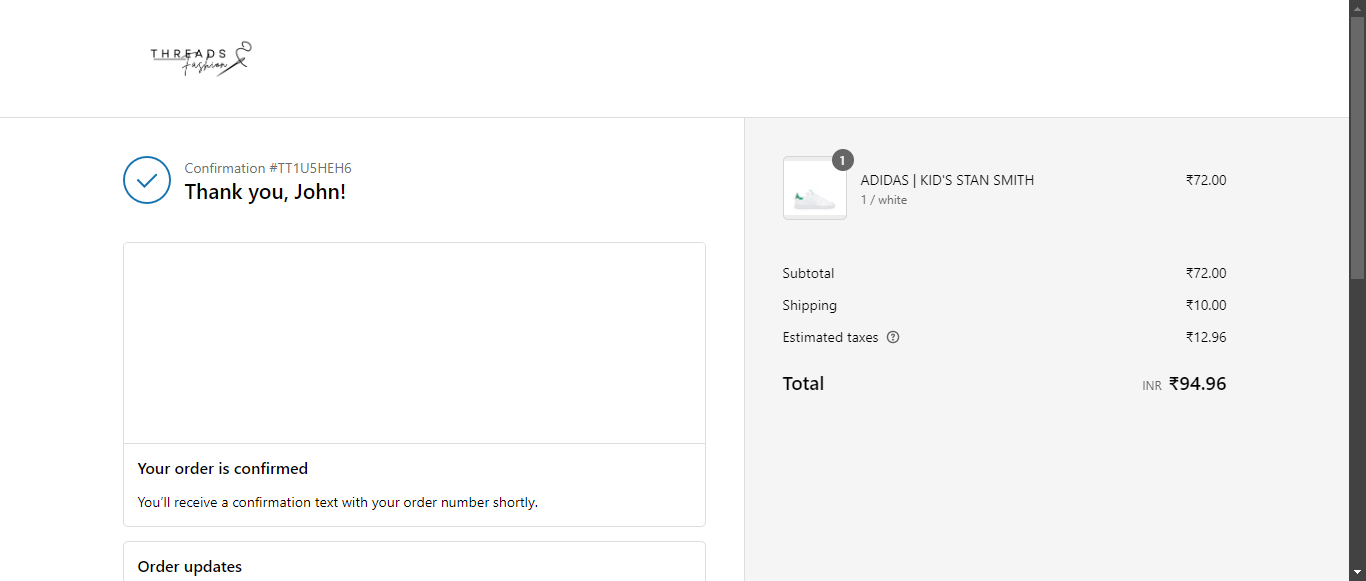 THREADS
Fashion
Confirmation #TT1U5HEH6
Thank you, John!
Your order is confirmed
You'll receive a confirmation text with your order number shortly.
Order updates
1
ADIDAS | KID'S STAN SMITH
1 / white
₹72.00
Subtotal ₹72.00
Shipping ₹10.00
Estimated taxes ? ₹12.96
Total INR ₹94.96